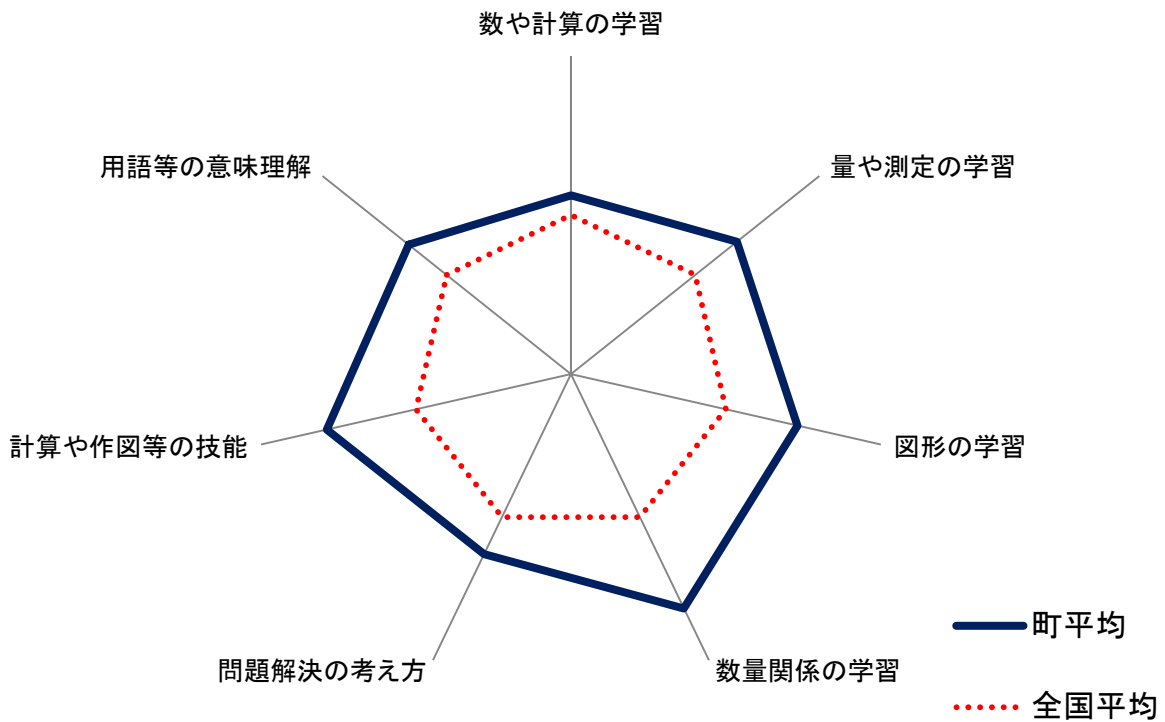 数や計算の学習
用語等の意味理解
量や測定の学習
計算や作図等の技能
図形の学習
問題解決の考え方
数量関係の学習
町平均
全国平均